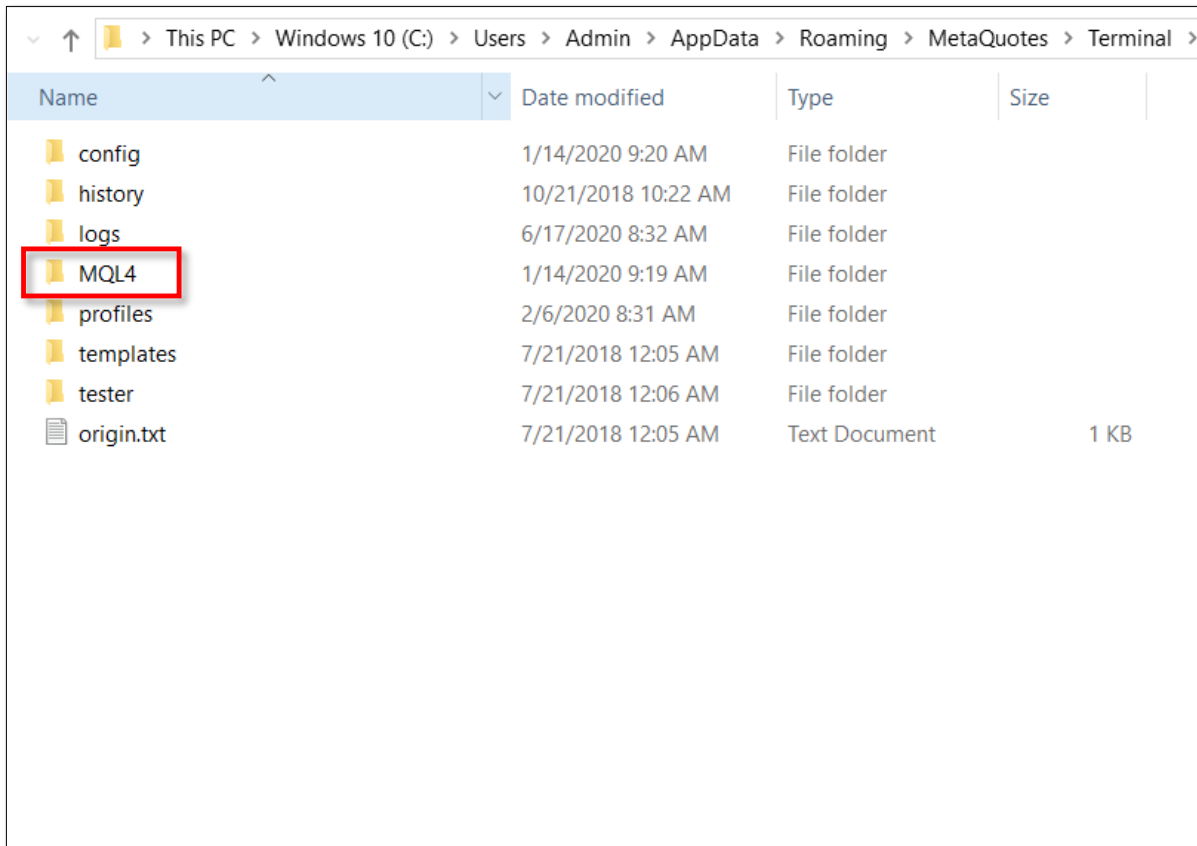 This PC > Windows 10 (C:) > Users > Admin > AppData > Roaming > MetaQuotes > Terminal >
Name Date modified Type Size
config 1/14/2020 9:20 AM File folder
history 10/21/2018 10:22 AM File folder
logs 6/17/2020 8:32 AM File folder
MQL4 1/14/2020 9:19 AM File folder
profiles 2/6/2020 8:31 AM File folder
templates 7/21/2018 12:05 AM File folder
tester 7/21/2018 12:06 AM File folder
origin.txt 7/21/2018 12:05 AM Text Document 1 KB